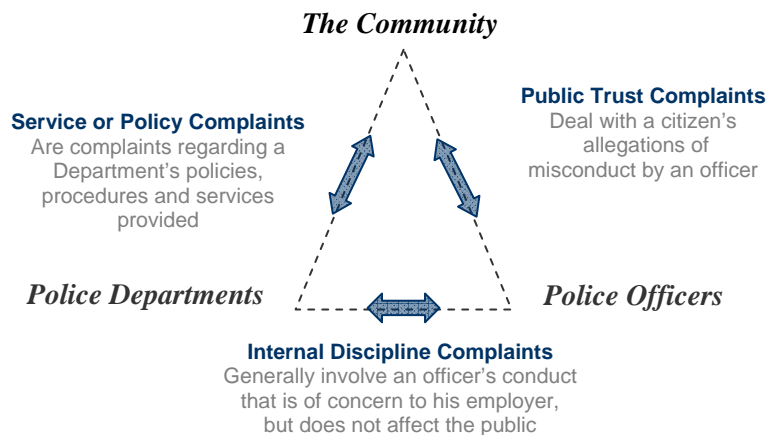 The Community
Service or Policy Complaints
Are complaints regarding a
Department’s policies,
procedures and services
provided
Public Trust Complaints
Deal with a citizen’s
allegations of
misconduct by an officer
Police Departments
Police Officers
Internal Discipline Complaints
Generally involve an officer’s conduct
that is of concern to his employer,
but does not affect the public